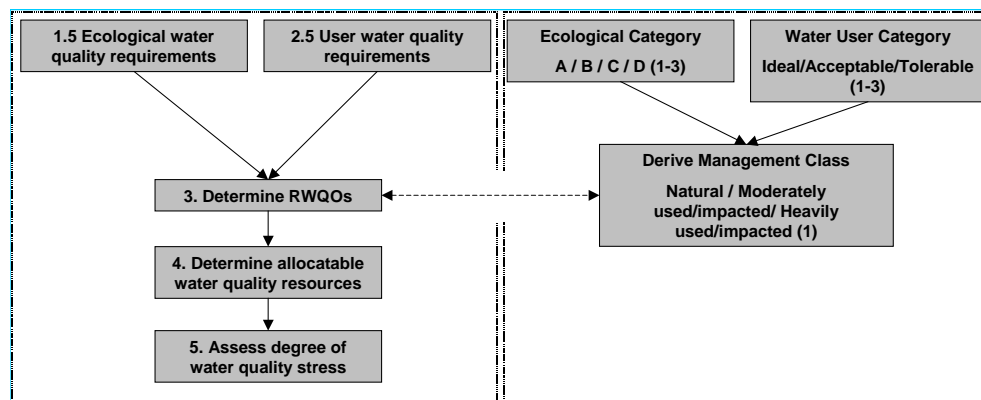 1.5 Ecological water
quality requirements
2.5 User water quality
requirements
3. Determine RWQOs
4. Determine allocatable
water quality resources
5. Assess degree of
water quality stress
Ecological Category
A / B / C / D (1-3)
Water User Category
Ideal/Acceptable/Tolerable
(1-3)
Derive Management Class
Natural / Moderately
used/impacted/ Heavily
used/impacted (1)